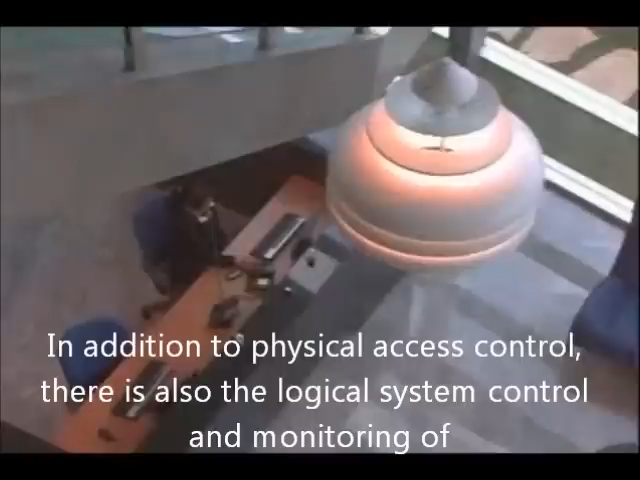 In addition to physical access control,
there is also the logical system control
and monitoring of